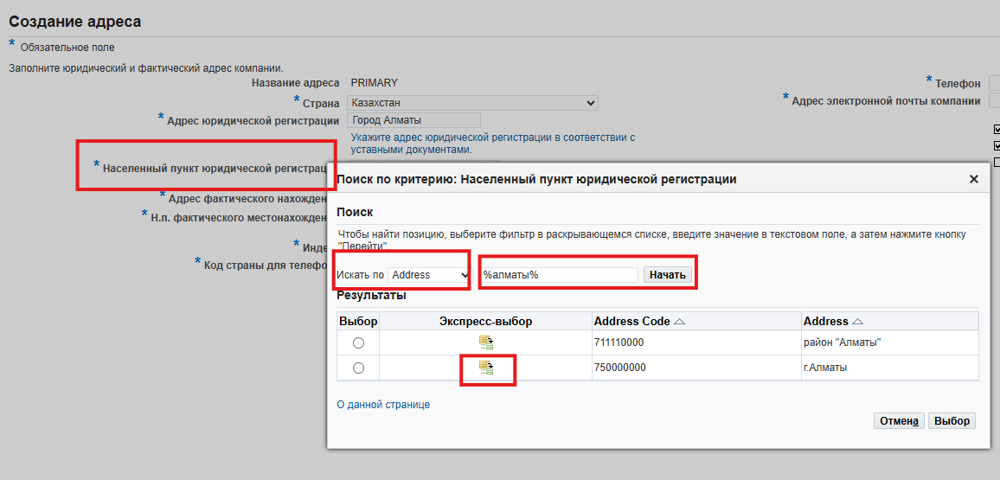 Создание адреса
* Обязательное поле
Заполните юридический и фактический адрес компании.
Название адреса PRIMARY
* Телефон
* Страна Казахстан
* Адрес электронной почты компании
* Адрес юридической регистрации Город Алматы
Укажите адрес юридической регистрации в соответствии с
уставными документами.
* Населенный пункт юридической регистрац
* Адрес фактического нахожден
* Н.п. фактического местонахожден
Инде
* Код страны для телефо
Поиск по критерию: Населенный пункт юридической регистрации
Поиск
Чтобы найти позицию, выберите фильтр в раскрывающемся списке, введите значение в текстовом поле, а затем нажмите кнопку
"Перейти".
Искать по Address %алматы% Начать
Результаты
Выбор Экспресс-выбор Address Code Address
711110000 район "Алматы"
750000000 г.Алматы
О данной странице
Отмена Выбор